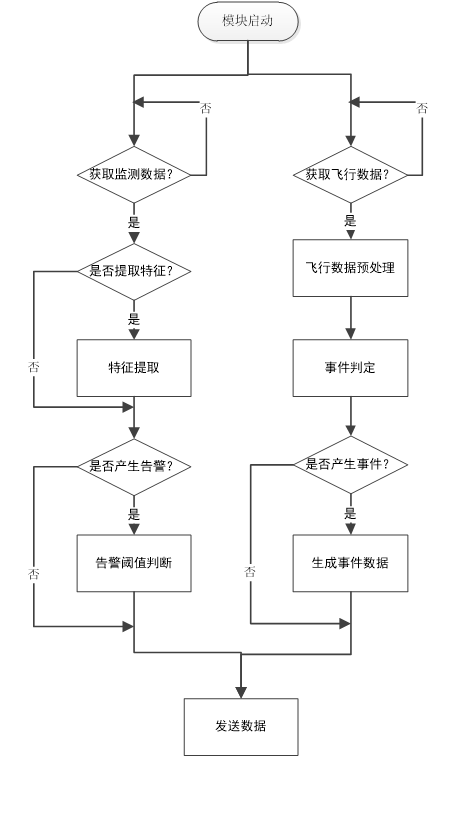 模块启动
否
否
获取监测数据?
获取飞行数据?
是
是
是否提取特征?
飞行数据预处理
是
否
特征提取
事件判定
是否产生告警?
是否产生事件?
是
是
否
否
告警阈值判断
生成事件数据
发送数据